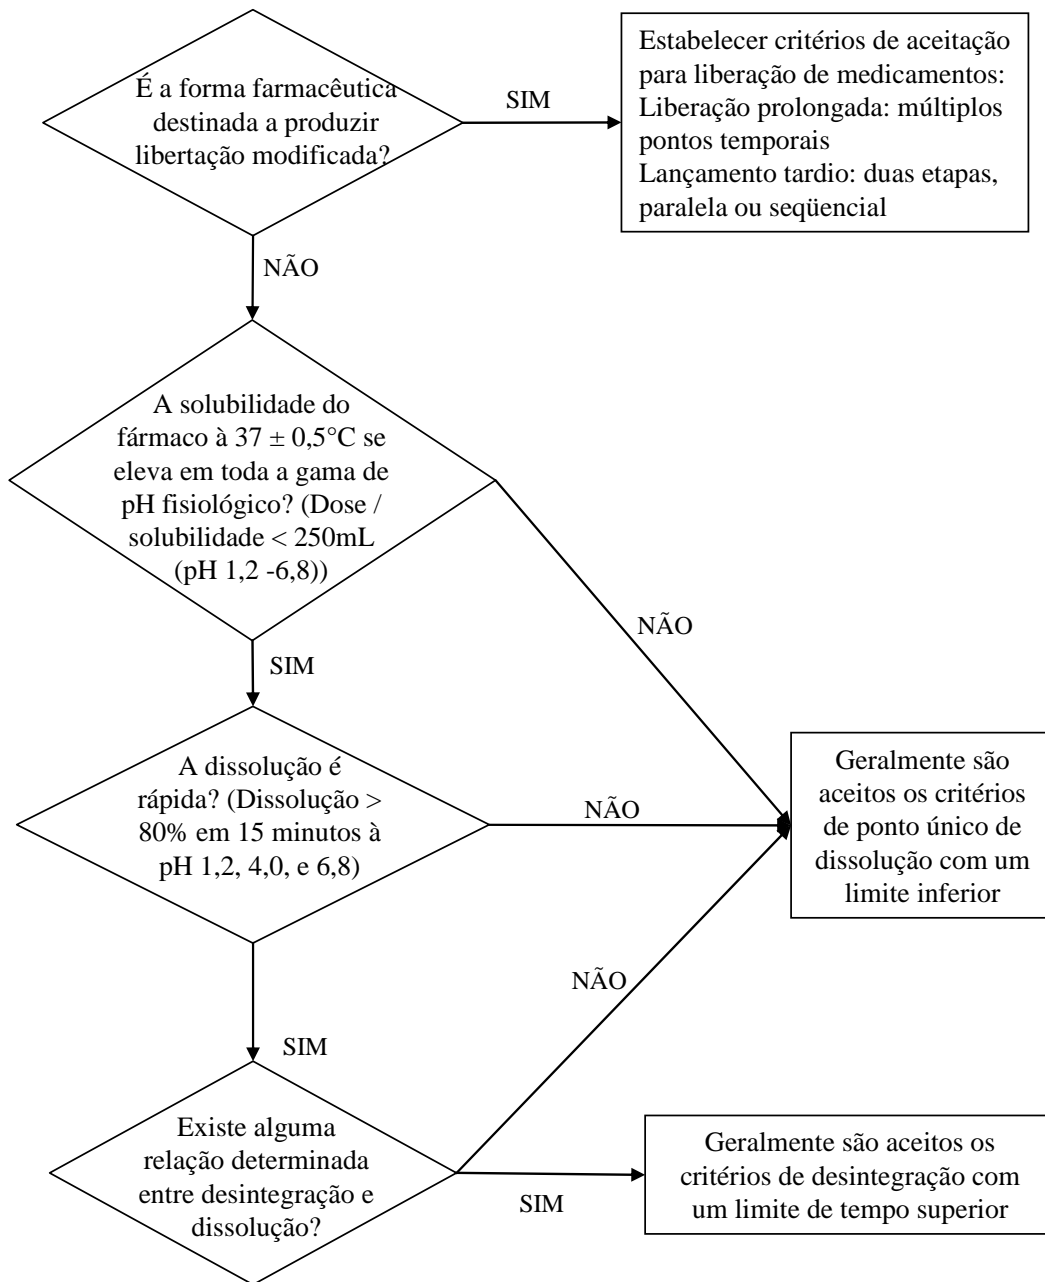 É a forma farmacêutica
destinada a produzir
libertação modificada?
SIM
Estabelecer critérios de aceitação
para liberação de medicamentos:
Liberação prolongada: múltiplos
pontos temporais
Lançamento tardio: duas etapas,
paralela ou seqüencial
NÃO
A solubilidade do
fármaco à 37 ± 0,5°C se
eleva em toda a gama de
pH fisiológico? (Dose /
solubilidade < 250mL
(pH 1,2 -6,8))
NÃO
SIM
A dissolução é
rápida? (Dissolução >
80% em 15 minutos à
pH 1,2, 4,0, e 6,8)
NÃO
Geralmente são
aceitos os critérios
de ponto único de
dissolução com um
limite inferior
NÃO
SIM
Existe alguma
relação determinada
entre desintegração e
dissolução?
SIM
Geralmente são aceitos os
critérios de desintegração com
um limite de tempo superior